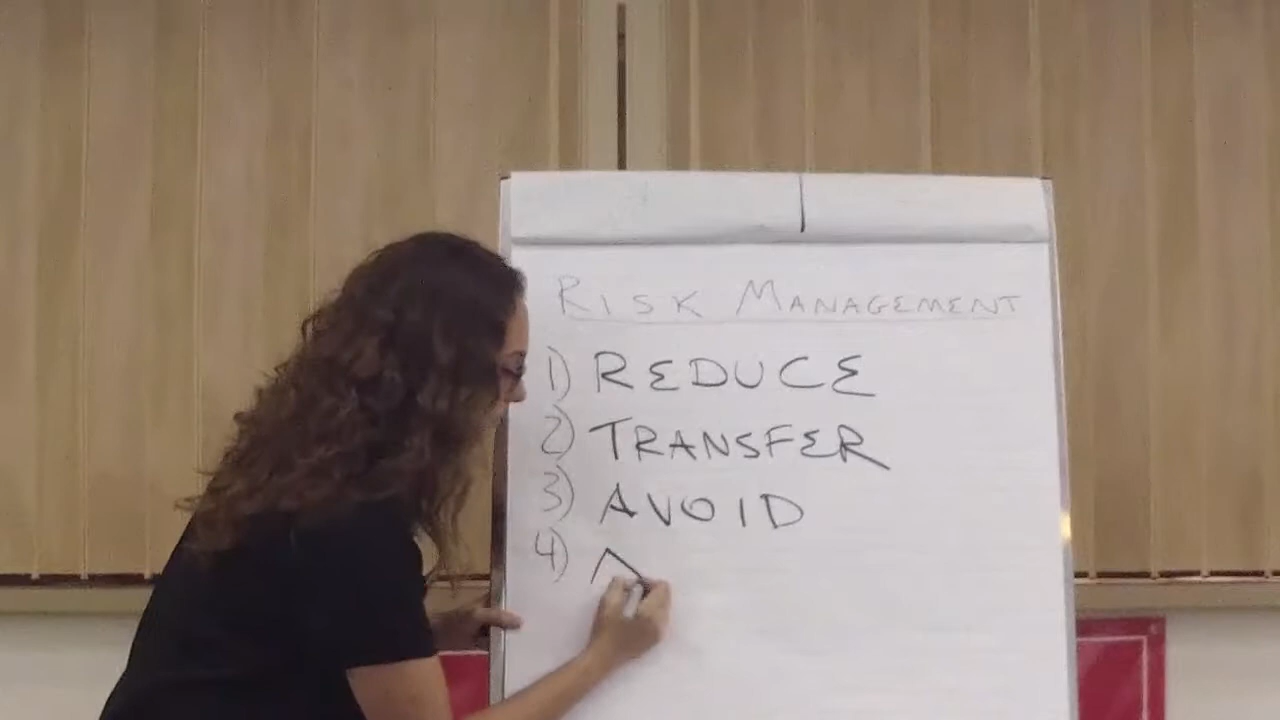 RISK MANAGEMENT
1) REDUCE
2) TRANSFER
3) AVOID
4)